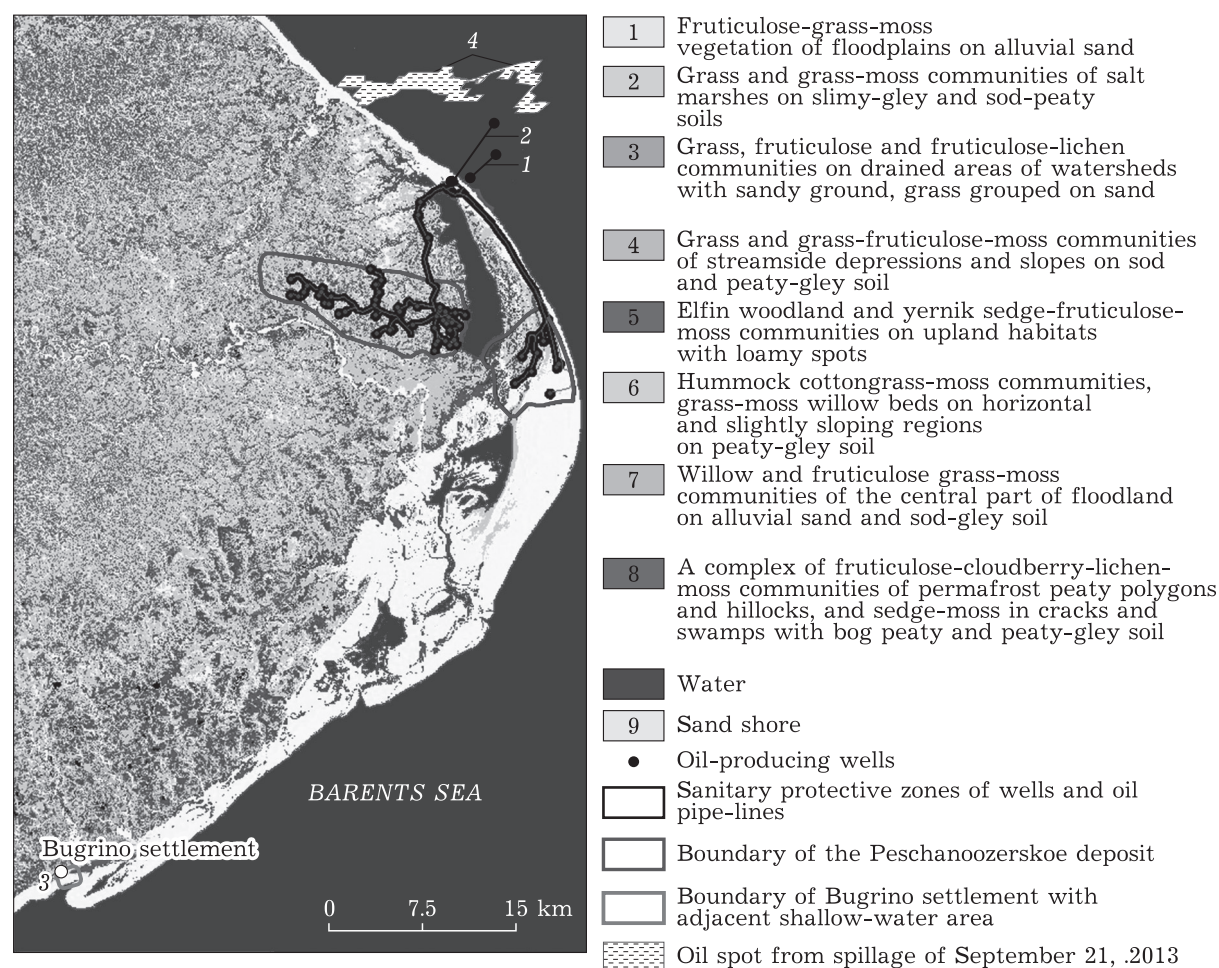 4
2
1
BARENTS SEA
Bugrino settlement
3
0 7.5 15 km
1 Fruticulose-grass-moss
vegetation of floodplains on alluvial sand
2 Grass and grass-moss communities of salt
marshes on slimy-gley and sod-peaty
soils
3 Grass, fruticulose and fruticulose-lichen
communities on drained areas of watersheds
with sandy ground, grass grouped on sand
4 Grass and grass-fruticulose-moss communities
of streamside depressions and slopes on sod
and peaty-gley soil
5 Elfin woodland and yernik sedge-fruticulose-
moss communities on upland habitats
with loamy spots
6 Hummock cottongrass-moss commumities,
grass-moss willow beds on horizontal
and slightly sloping regions
on peaty-gley soil
7 Willow and fruticulose grass-moss
communities of the central part of floodland
on alluvial sand and sod-gley soil
8 A complex of fruticulose-cloudberry-lichen-
moss communities of permafrost peaty polygons
and hillocks, and sedge-moss in cracks and
swamps with bog peaty and peaty-gley soil
Water
9 Sand shore
Oil-producing wells
Sanitary protective zones of wells and oil
pipe-lines
Boundary of the Peschanoozerskoe deposit
Boundary of Bugrino settlement with
adjacent shallow-water area
Oil spot from spillage of September 21, .2013